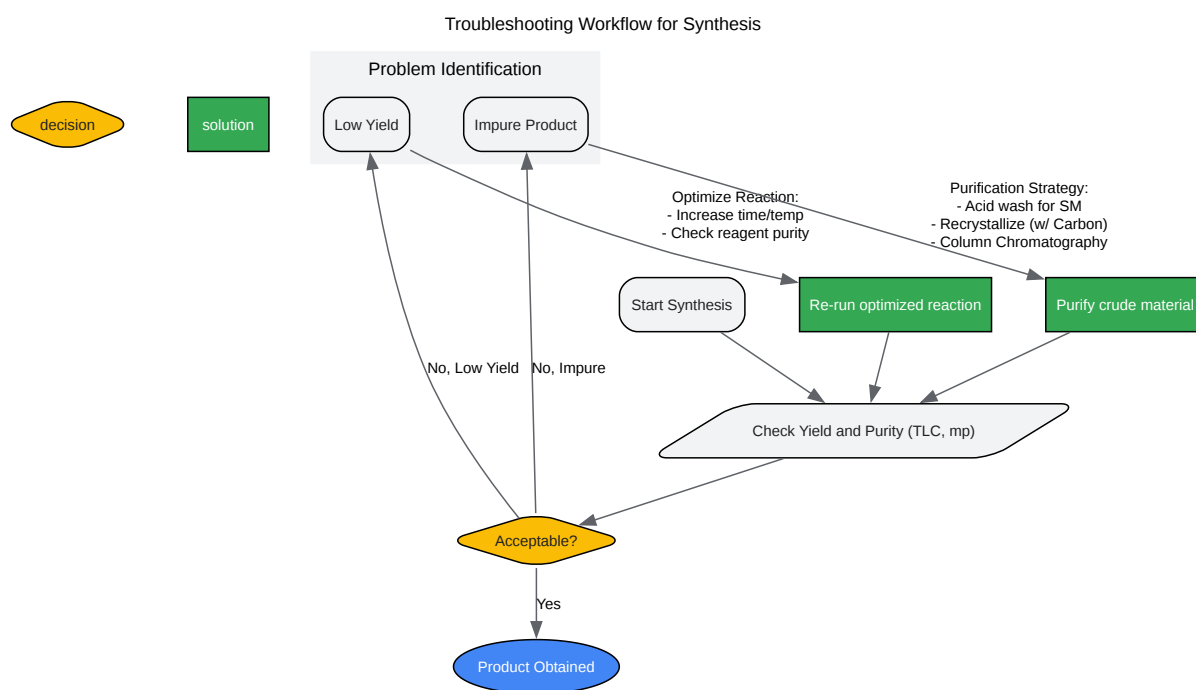 Troubleshooting Workflow for Synthesis
Problem Identification
decision
solution
Low Yield
Impure Product
Optimize Reaction:
- Increase time/temp
- Check reagent purity
Purification Strategy:
- Acid wash for SM
- Recrystallize (w/ Carbon)
- Column Chromatography
Start Synthesis
Re-run optimized reaction
Purify crude material
No, Low Yield
No, Impure
Check Yield and Purity (TLC, mp)
Acceptable?
Yes
Product Obtained